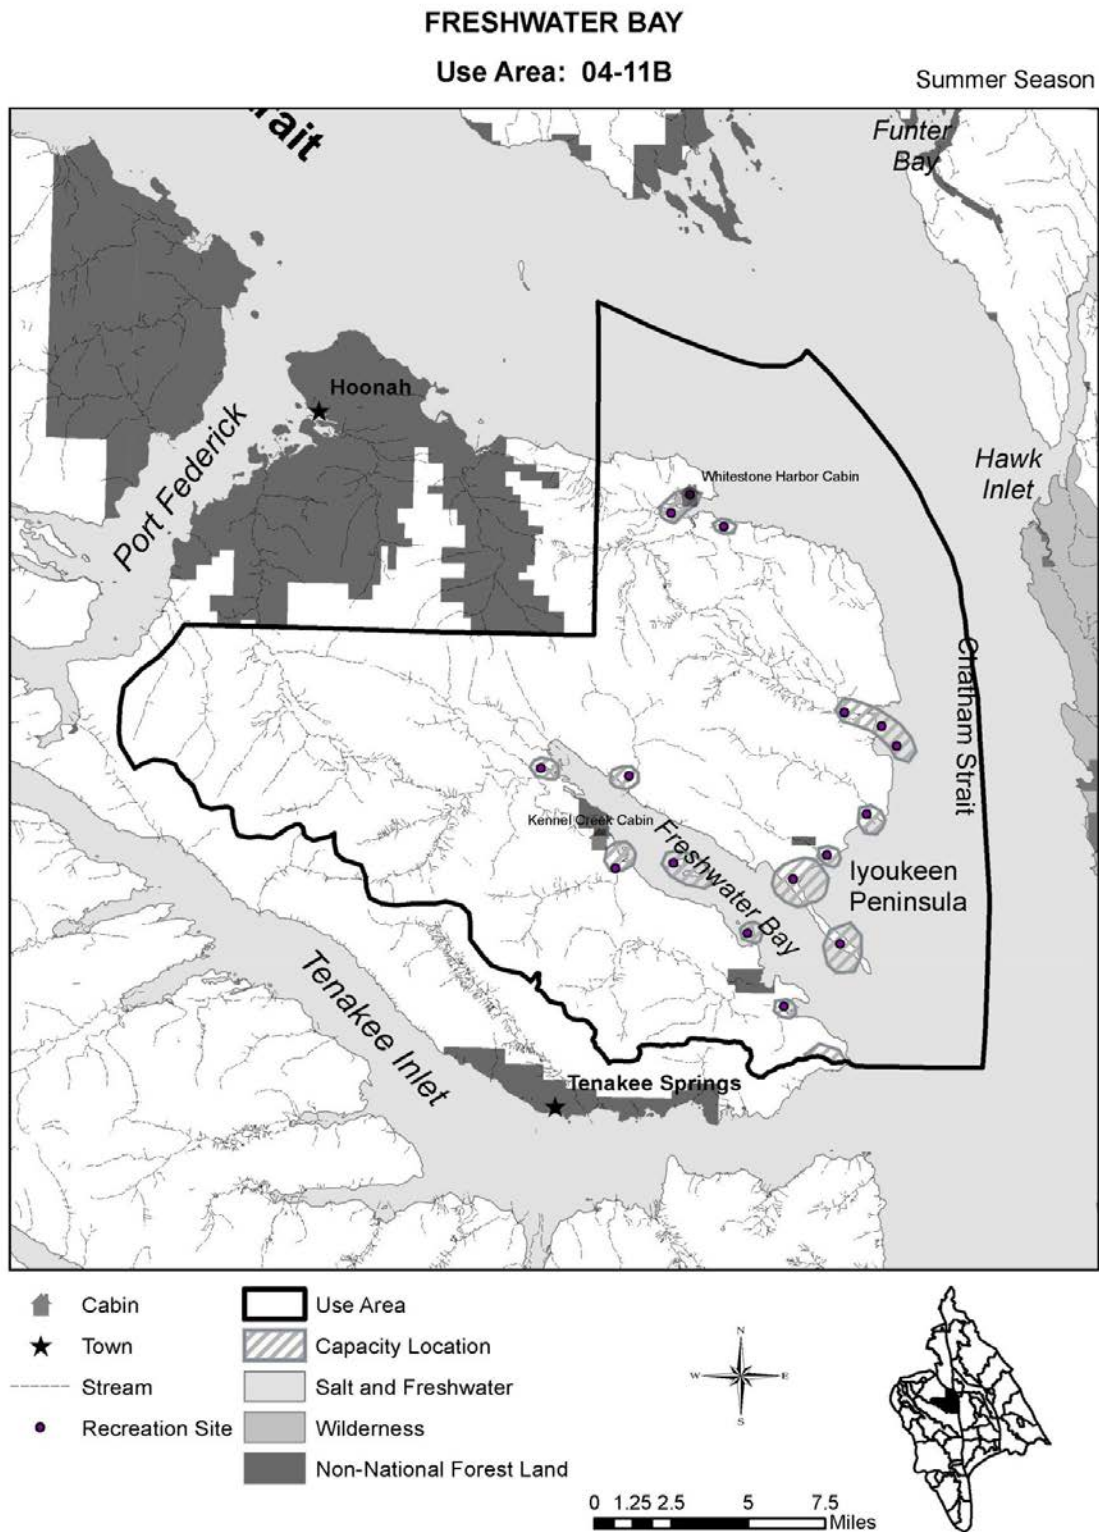 FRESHWATER BAY
Use Area: 04-11B
Summer Season
rait
Funter
Bay
Hoonah
Port Federick
Hawk
Inlet
Whitestone Harbor Cabin
Chatham Strait
Kennel Creek Cabin
Freshwater Bay
Iyoukeen
Peninsula
Tenakee Inlet
Tenakee Springs
Cabin
Town
Stream
Recreation Site
Use Area
Capacity Location
Salt and Freshwater
Wilderness
Non-National Forest Land
N
W E
S
0 1.25 2.5 5 7.5
Miles